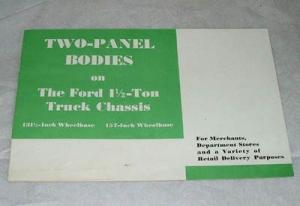 TWO-PANEL
BODIES
on
The Ford 1½-Ton
Truck Chassis
131½-Inch Wheelbase 157-Inch Wheelbase
For Merchants,
Department Stores
and a Variety of
Retail Delivery Purposes